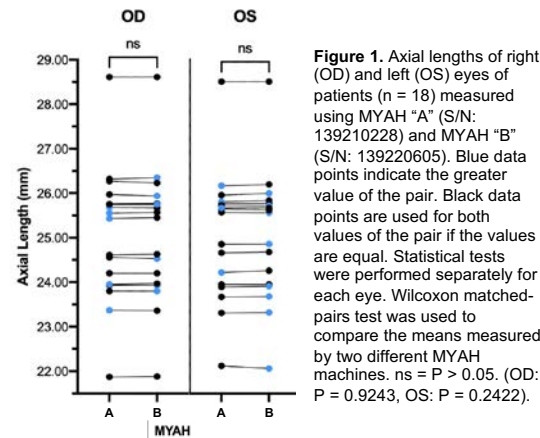 OD
OS
ns
ns
29.00
28.00
27.00
26.00
25.00
24.00
23.00
22.00
Axial Length (mm)
A
B
A
B
MYAH
Figure 1. Axial lengths of right
(OD) and left (OS) eyes of
patients (n = 18) measured
using MYAH “A” (S/N:
139210228) and MYAH “B”
(S/N: 139220605). Blue data
points indicate the greater
value of the pair. Black data
points are used for both
values of the pair if the values
are equal. Statistical tests
were performed separately for
each eye. Wilcoxon matched-
pairs test was used to
compare the means measured
by two different MYAH
machines. ns = P > 0.05. (OD:
P = 0.9243, OS: P = 0.2422).